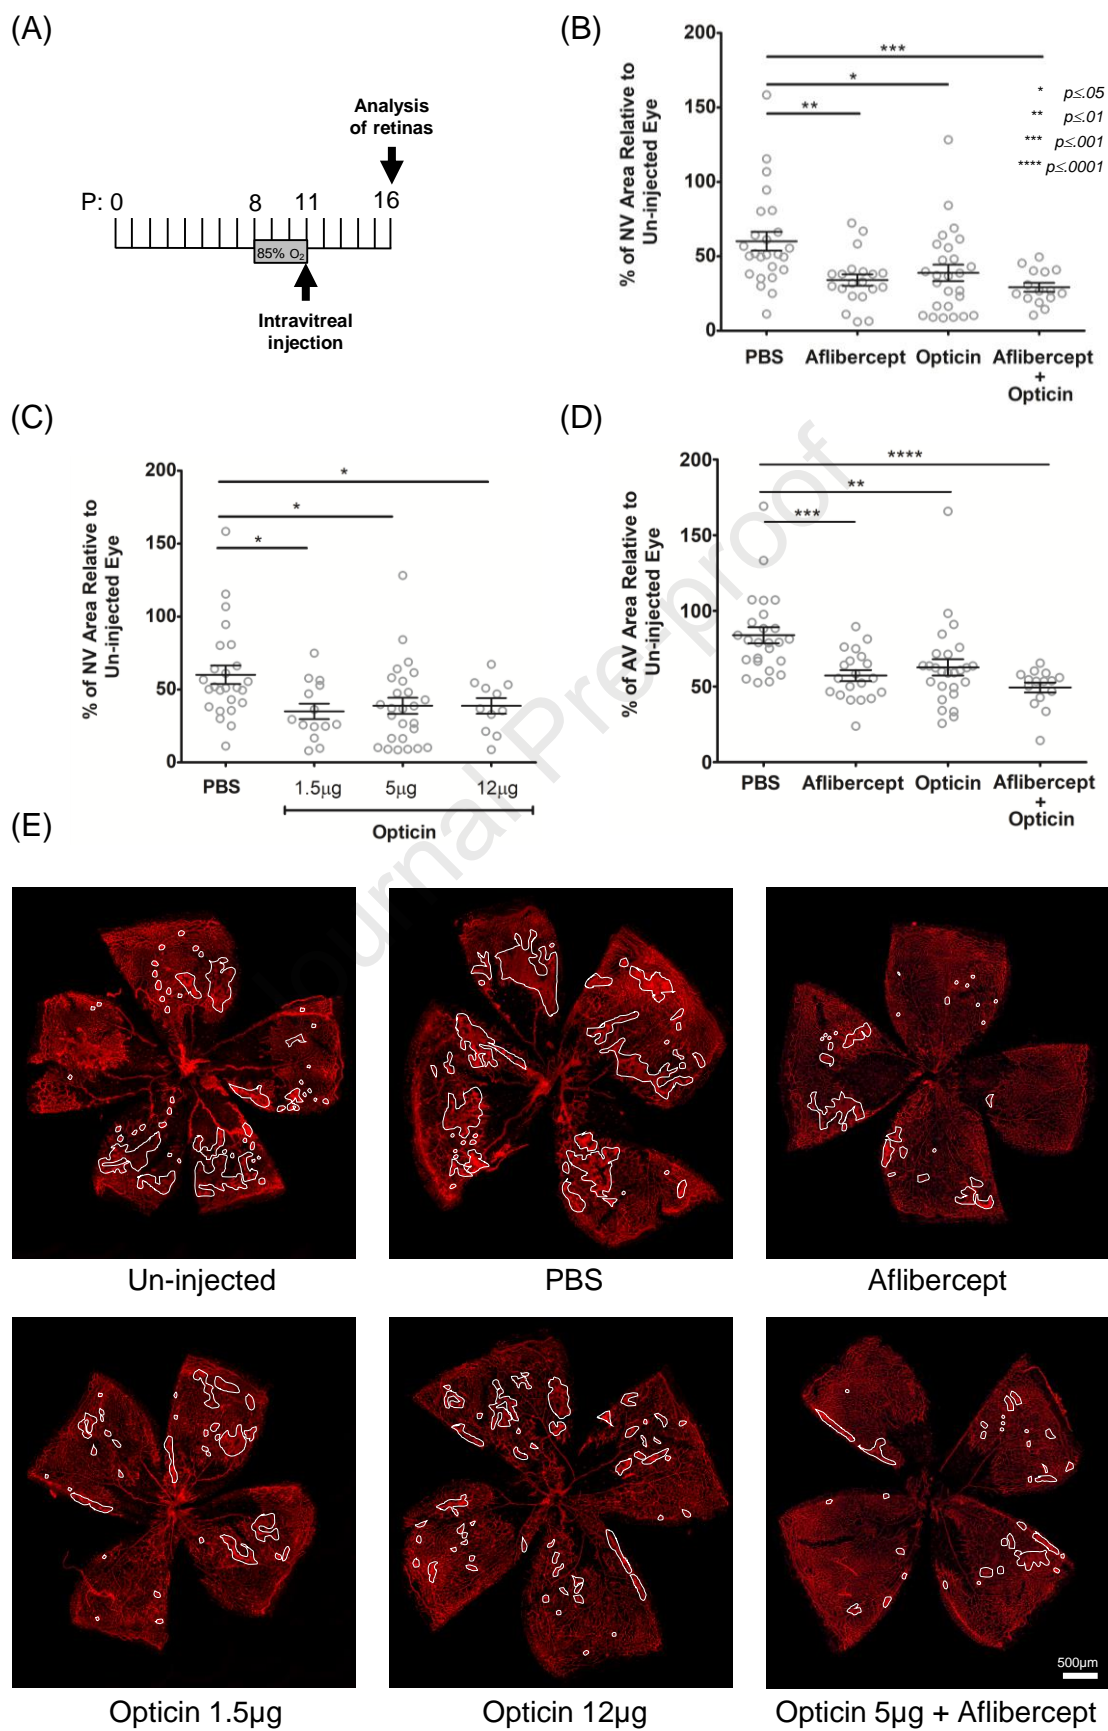 (A)
Analysis
of retinas
P: 0
8
11
16
85% O₂
Intravitreal
injection
(B)
% of NV Area Relative to
Un-injected Eye
200
150
100
50
0
***
*
**
* p≤.05
** p≤.01
*** p≤.001
**** p≤.0001
PBS
Aflibercept
Opticin
Aflibercept
+
Opticin
(C)
% of NV Area Relative to
Un-injected Eye
200
150
100
50
0
*
*
*
PBS
1.5µg
5µg
12µg
Opticin
(D)
% of AV Area Relative to
Un-injected Eye
200
150
100
50
0
****
**
***
PBS
Aflibercept
Opticin
Aflibercept
+
Opticin
Journal Pre-proof
(E)
Un-injected
PBS
Aflibercept
500µm
Opticin 1.5µg
Opticin 12µg
Opticin 5µg + Aflibercept